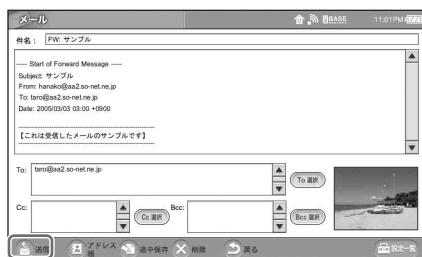 メール BASE 11:01PM
件名： FW: サンプル
----- Start of Forward Message -----
Subject: サンプル
From: hanako@aa2.so-net.ne.jp
To: taro@aa2.so-net.ne.jp
Date: 2005/03/03 03:00 +0900
【これは受信したメールのサンプルです】
To: taro@aa2.so-net.ne.jp To 選択
Cc: Cc 選択 Bcc: Bcc 選択
送信 アドレス帳 途中保存 削除 戻る 設定一覧